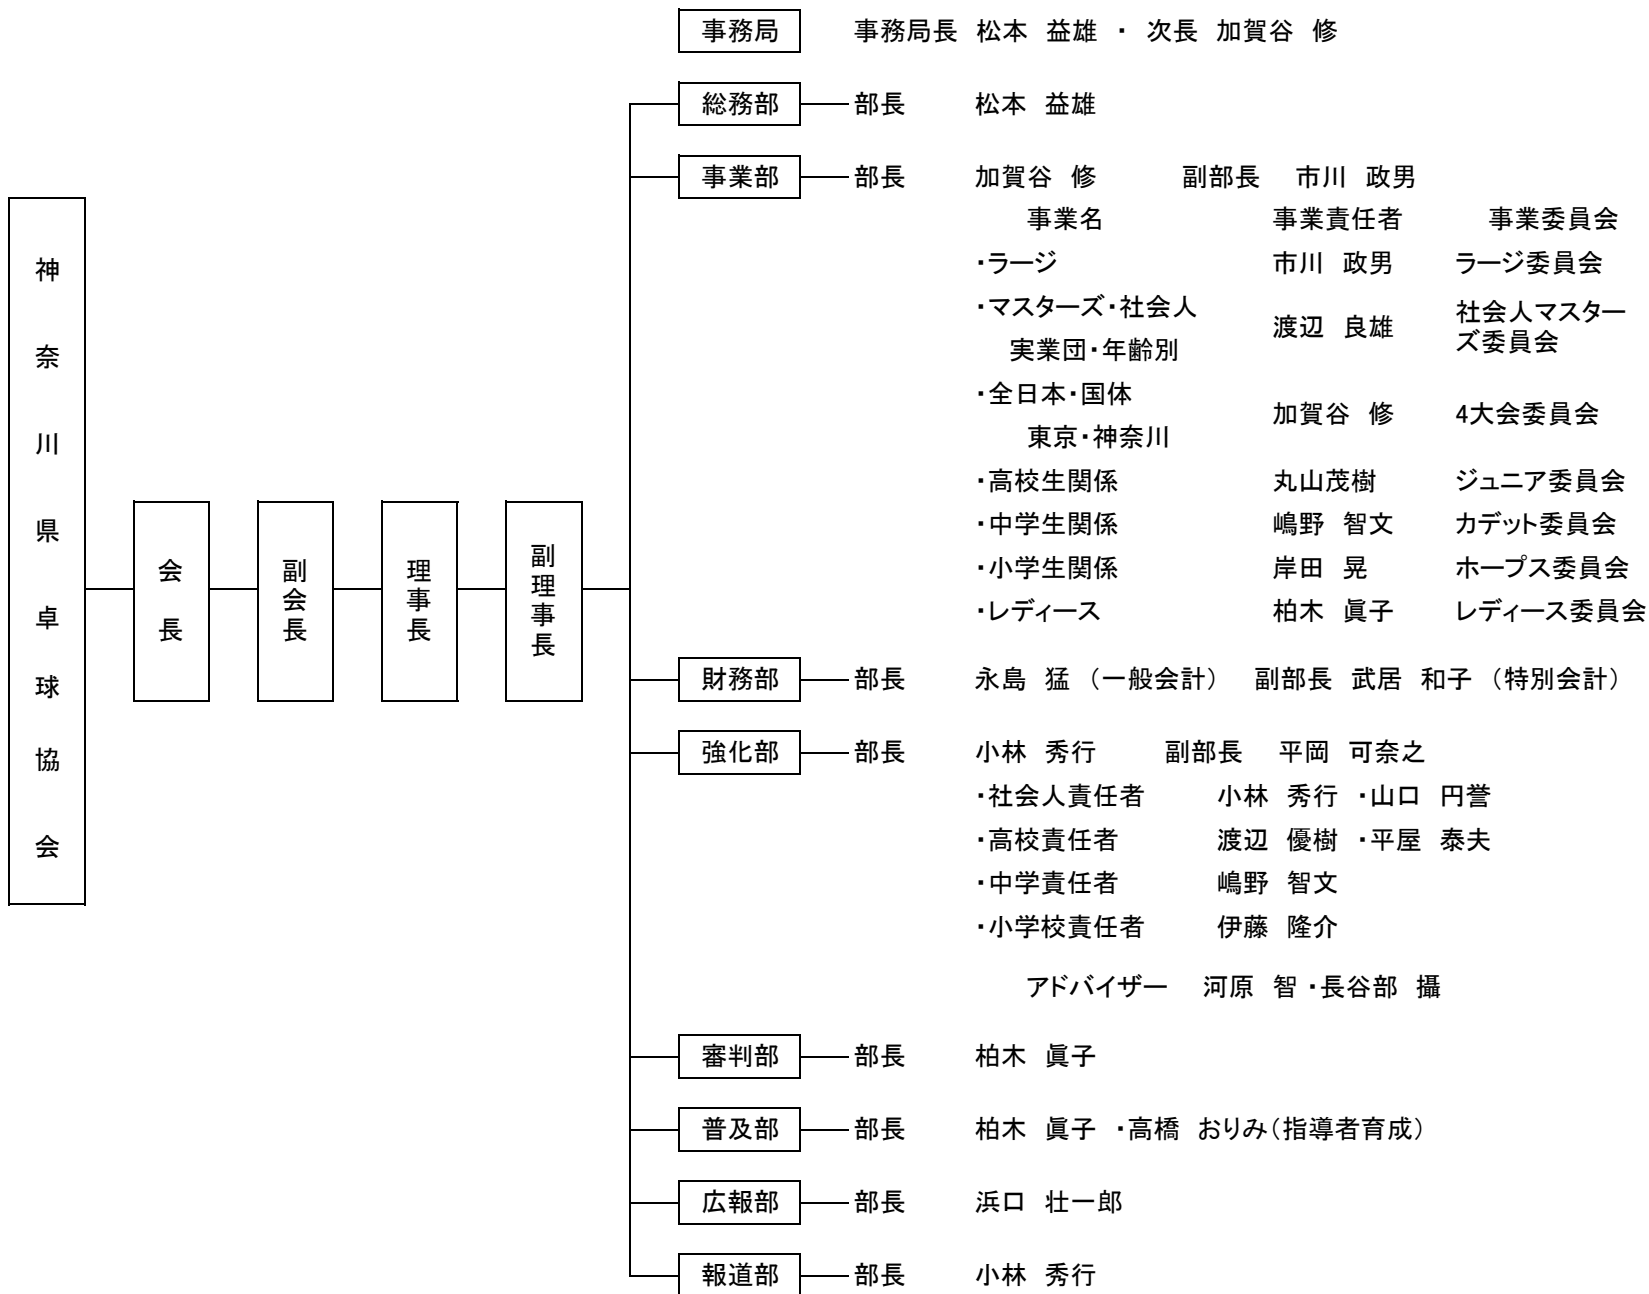 事務局 事務局長 松本 益雄 ・ 次長 加賀谷 修
総務部 部長 松本 益雄
事業部 部長 加賀谷 修 副部長 市川 政男
事業名 事業責任者 事業委員会
・ラージ 市川 政男 ラージ委員会
・マスターズ・社会人
実業団・年齢別
渡辺 良雄
社会人マスター
ズ委員会
・全日本・国体
東京・神奈川
加賀谷 修 4大会委員会
・高校生関係 丸山茂樹 ジュニア委員会
・中学生関係 嶋野 智文 カデット委員会
・小学生関係 岸田 晃 ホープス委員会
・レディース 柏木 眞子 レディース委員会
神奈川県卓球協会
会長
副会長
理事長
副理事長
財務部 部長 永島 猛 （一般会計） 副部長 武居 和子 （特別会計）
強化部 部長 小林 秀行 副部長 平岡 可奈之
・社会人責任者 小林 秀行 ・山口 円誉
・高校責任者 渡辺 優樹 ・平屋 泰夫
・中学責任者 嶋野 智文
・小学校責任者 伊藤 隆介
アドバイザー 河原 智 ・長谷部 攝
審判部 部長 柏木 眞子
普及部 部長 柏木 眞子 ・高橋 おりみ（指導者育成）
広報部 部長 浜口 壮一郎
報道部 部長 小林 秀行